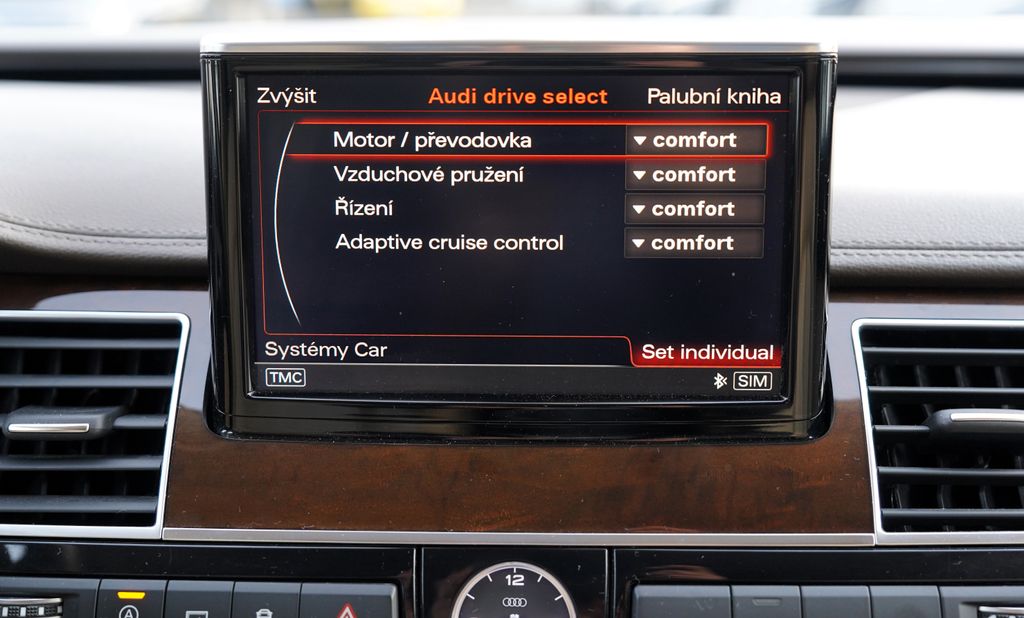 Zvýšit Audi drive select Palubní kniha
Motor / převodovka comfort
Vzduchové pružení comfort
Řízení comfort
Adaptive cruise control comfort
Systémy Car Set individual
TMC SIM
12
A